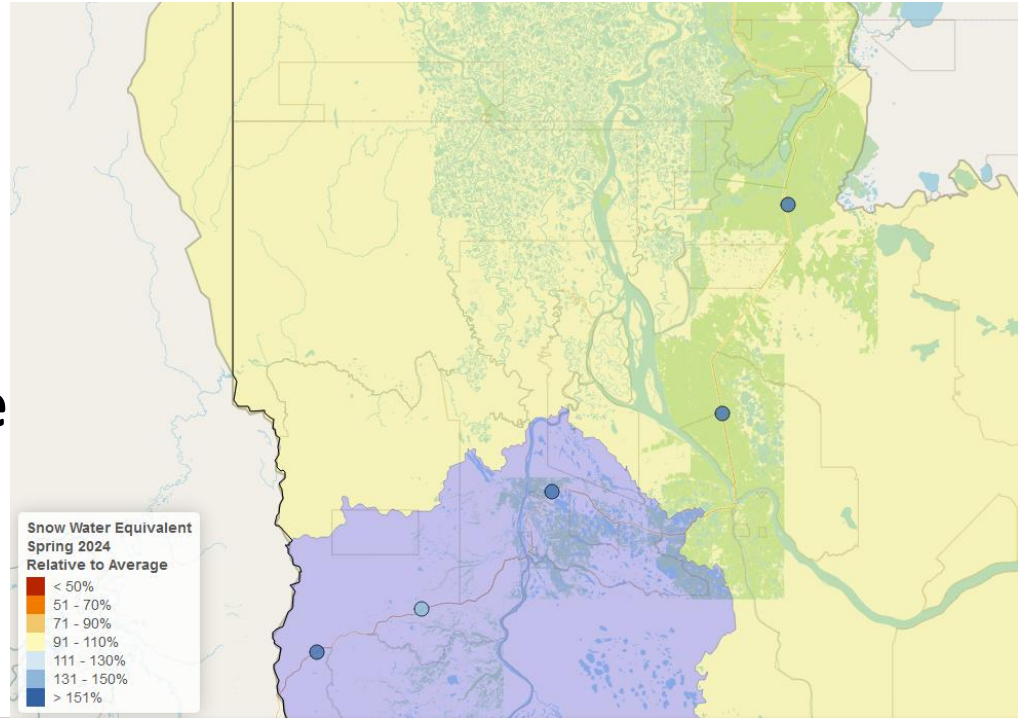 e
Snow Water Equivalent
Spring 2024
Relative to Average
< 50%
51 - 70%
71 - 90%
91 - 110%
111 - 130%
131 - 150%
> 151%